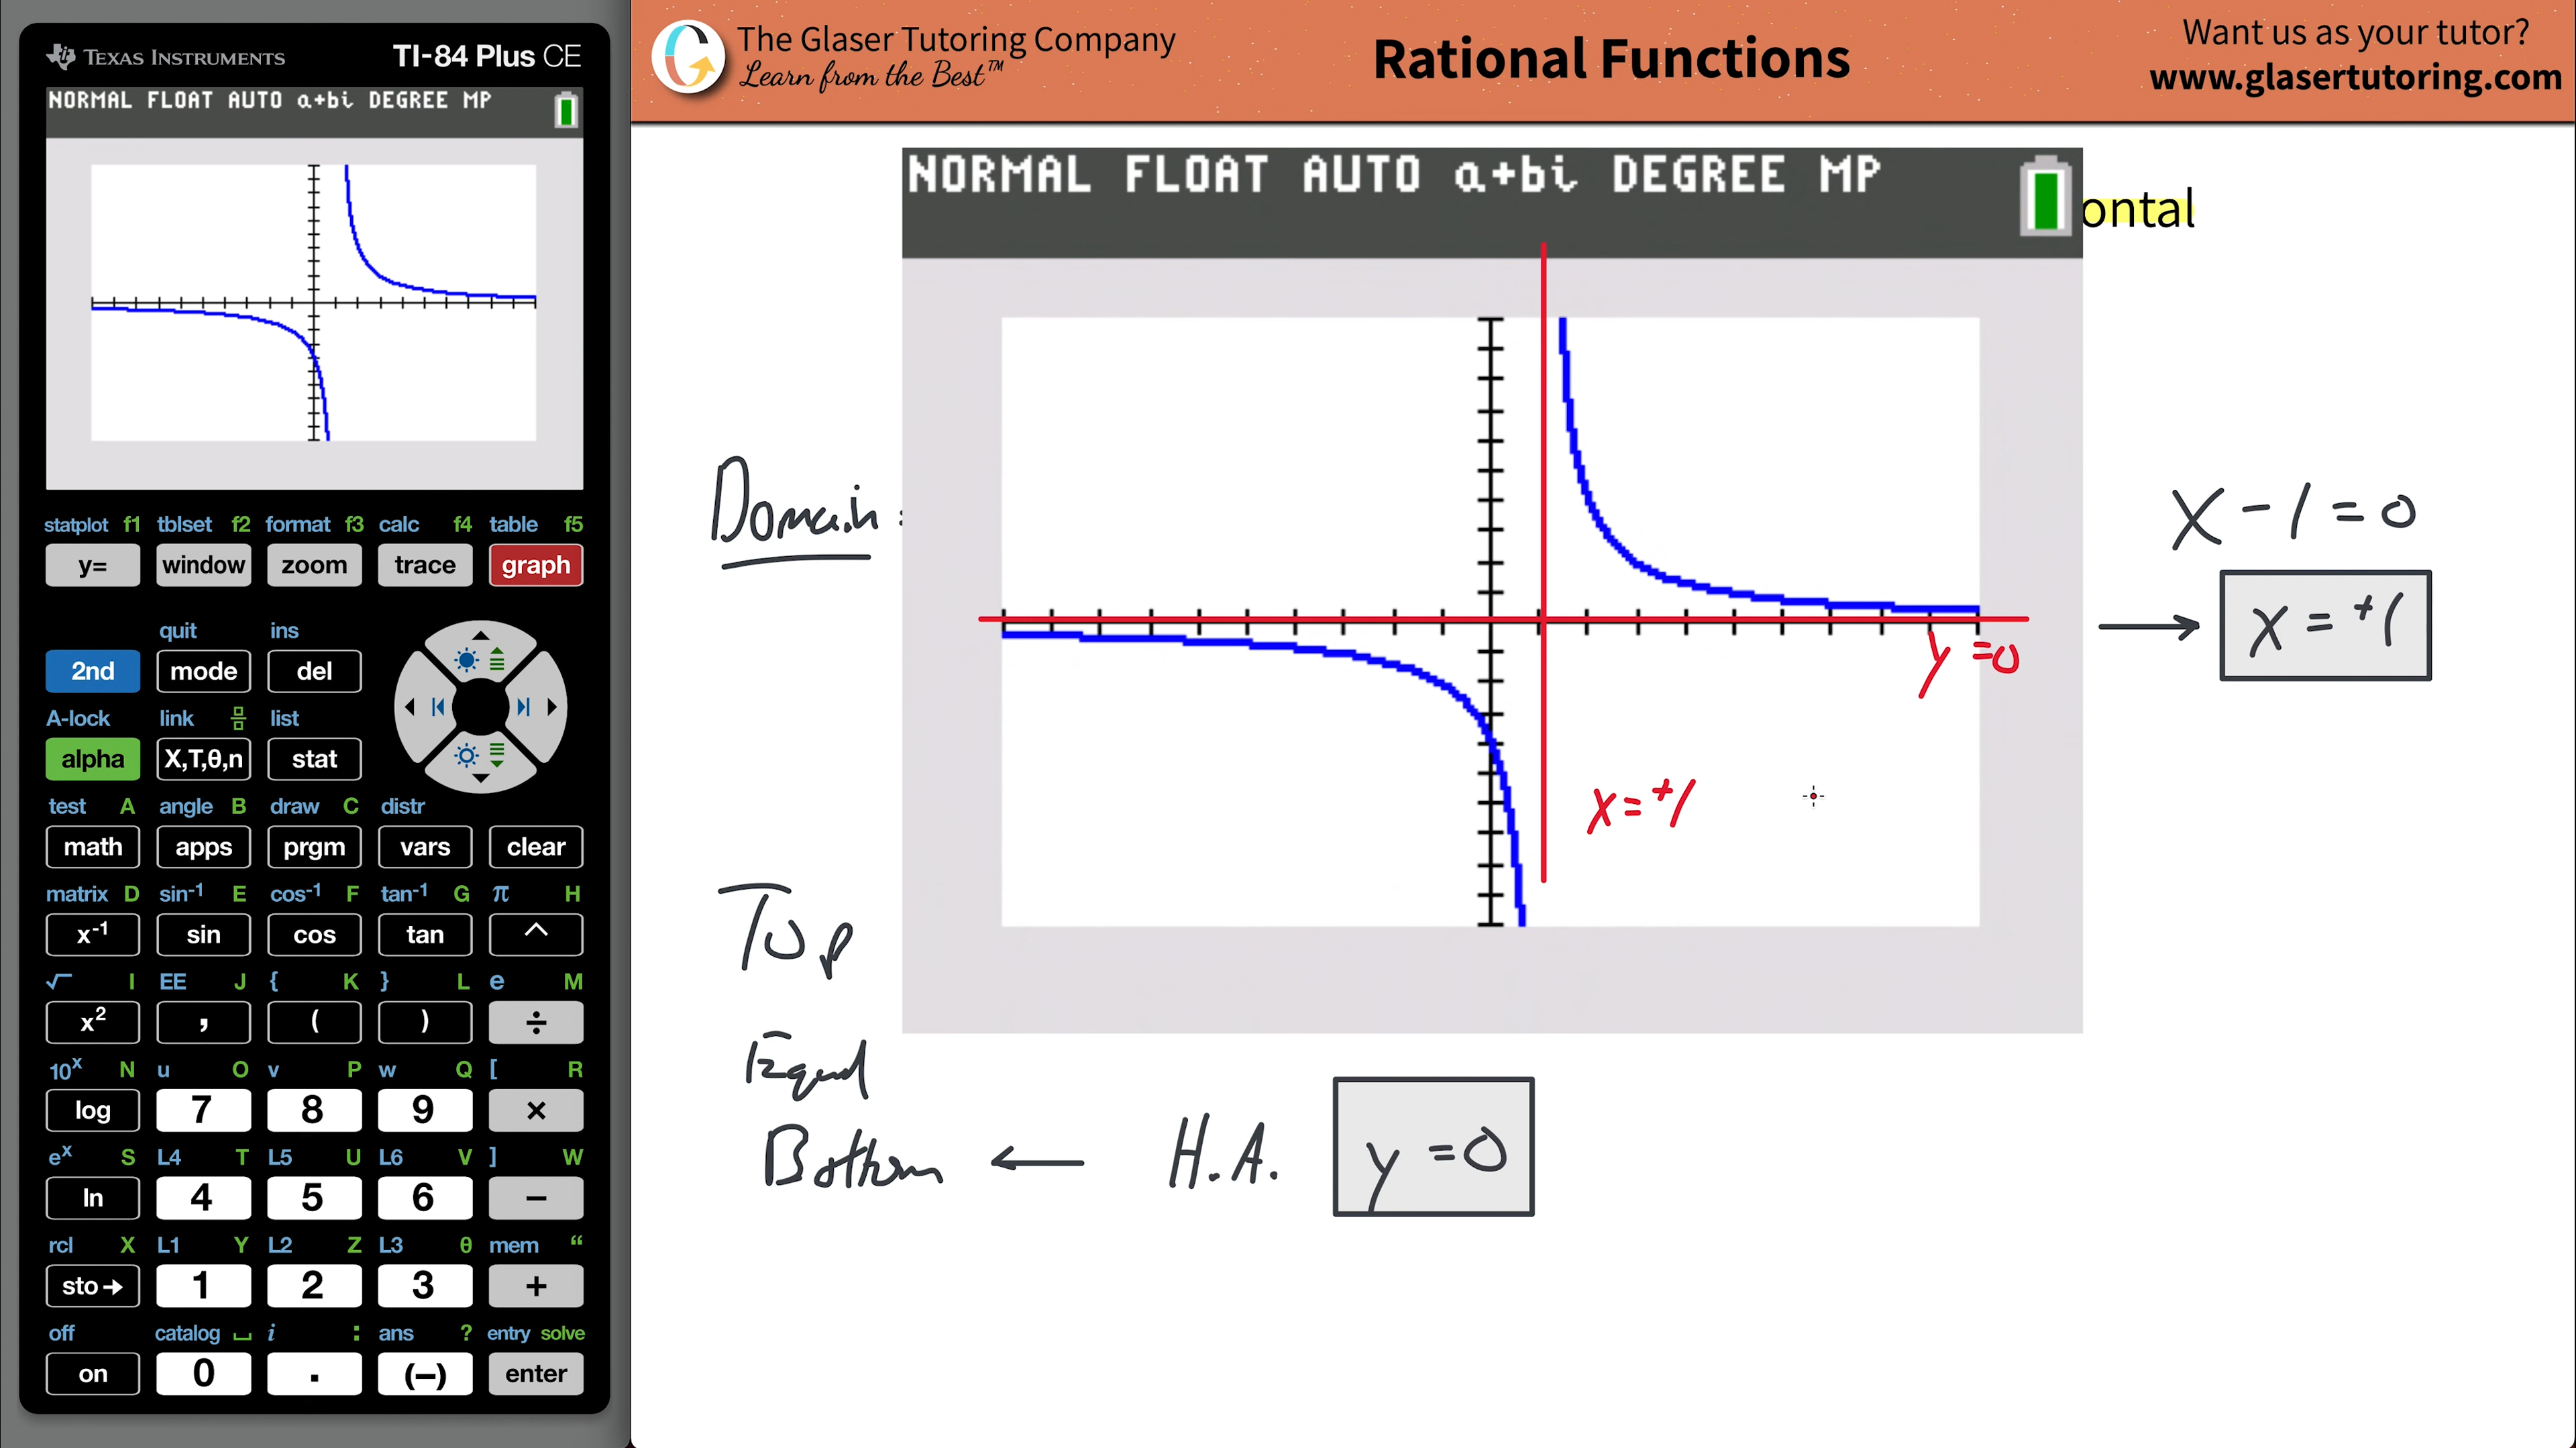 TEXAS INSTRUMENTS TI-84 Plus CE
NORMAL FLOAT AUTO a+bi DEGREE MP
statplot f1 tblset f2 format f3 calc f4 table f5
y= window zoom trace graph
quit ins
2nd mode del
A-lock link list
alpha X,T,θ,n stat
test A angle B draw C distr
math apps prgm vars clear
matrix D sin⁻¹ E cos⁻¹ F tan⁻¹ G π H
x⁻¹ sin cos tan ^
√ I EE J { K } L e M
x² , ( ) ÷
10ˣ N u O v P w Q [ R
log 7 8 9 ×
eˣ S L4 T L5 U L6 V ] W
ln 4 5 6 −
rcl X L1 Y L2 Z L3 θ mem "
sto→ 1 2 3 +
off catalog ⎵ i : ans ? entry solve
on 0 . (−) enter
The Glaser Tutoring Company
Learn from the Best™
Rational Functions
Want us as your tutor?
www.glasertutoring.com
NORMAL FLOAT AUTO a+bi DEGREE MP
ontal
Domain:
x - 1 = 0
→ x = +1
y = 0
x = +1
Top
Equal
Bottom ← H.A. y = 0